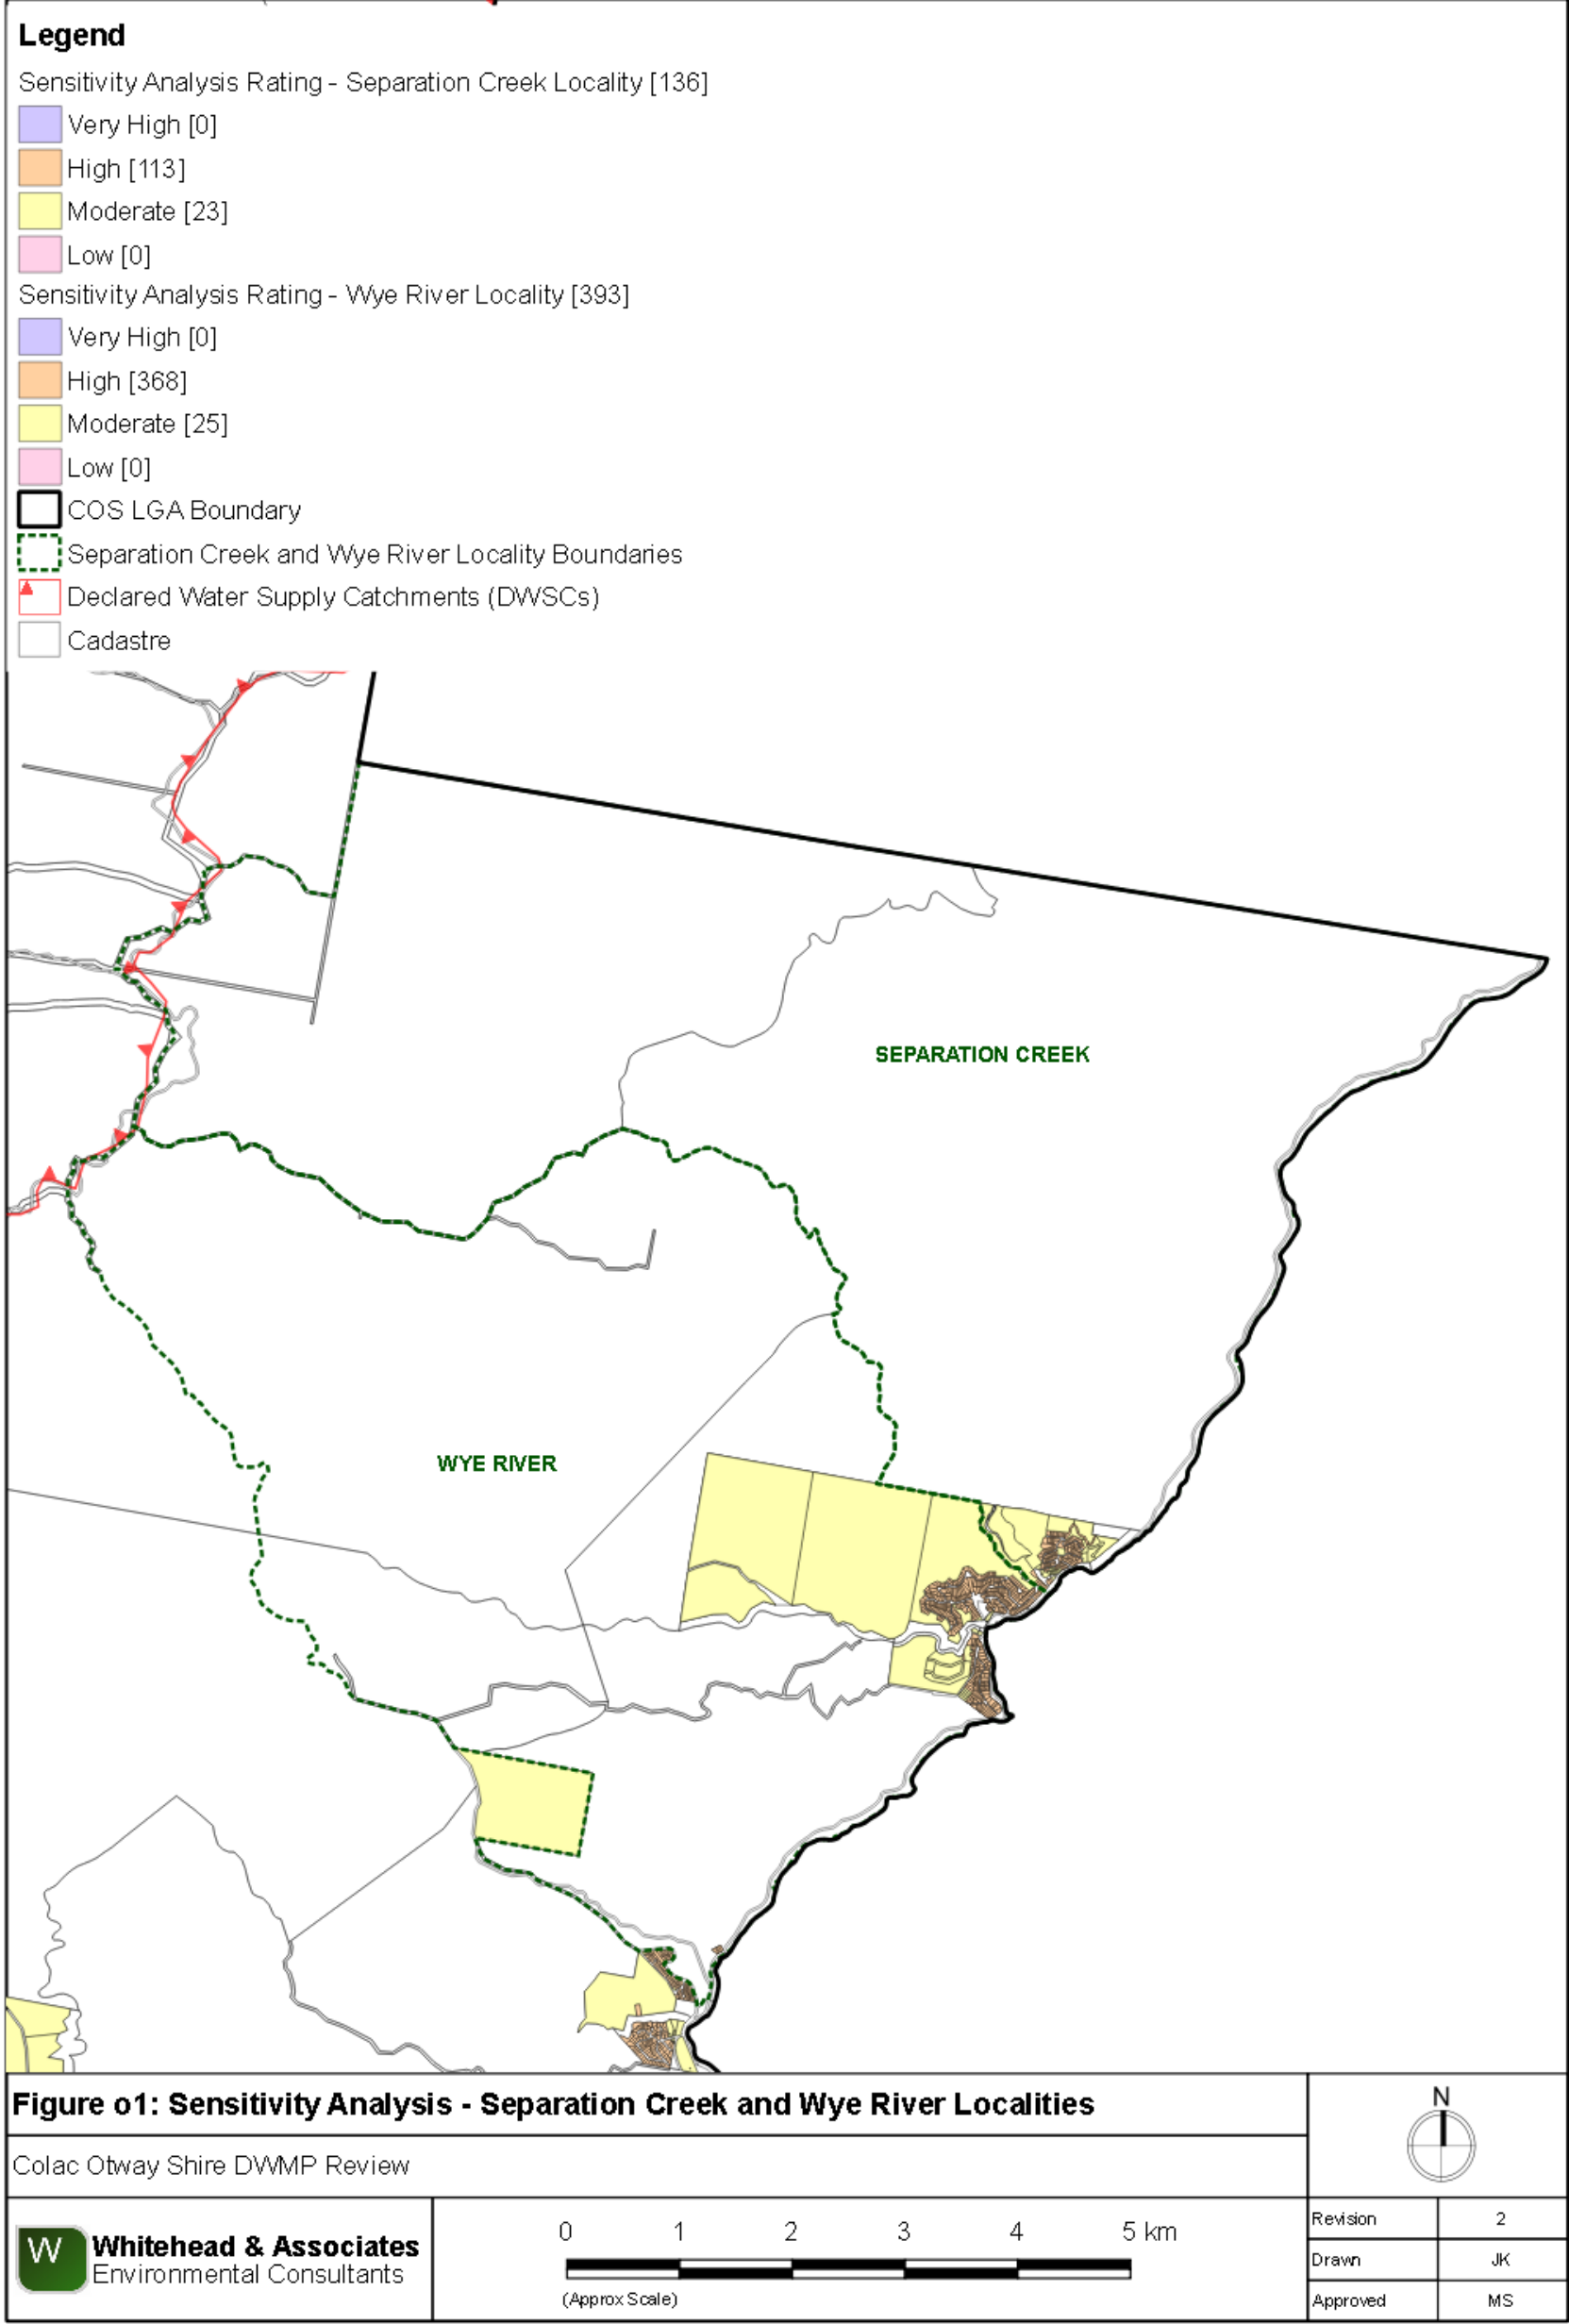 Legend
Sensitivity Analysis Rating - Separation Creek Locality [136]
Very High [0]
High [113]
Moderate [23]
Low [0]
Sensitivity Analysis Rating - Wye River Locality [393]
Very High [0]
High [368]
Moderate [25]
Low [0]
COS LGA Boundary
Separation Creek and Wye River Locality Boundaries
Declared Water Supply Catchments (DWSCs)
Cadastre
SEPARATION CREEK
WYE RIVER
Figure o1: Sensitivity Analysis - Separation Creek and Wye River Localities
N
Colac Otway Shire DWMP Review
W
Whitehead & Associates
Environmental Consultants
0 1 2 3 4 5 km
(Approx Scale)
Revision 2
Drawn JK
Approved MS